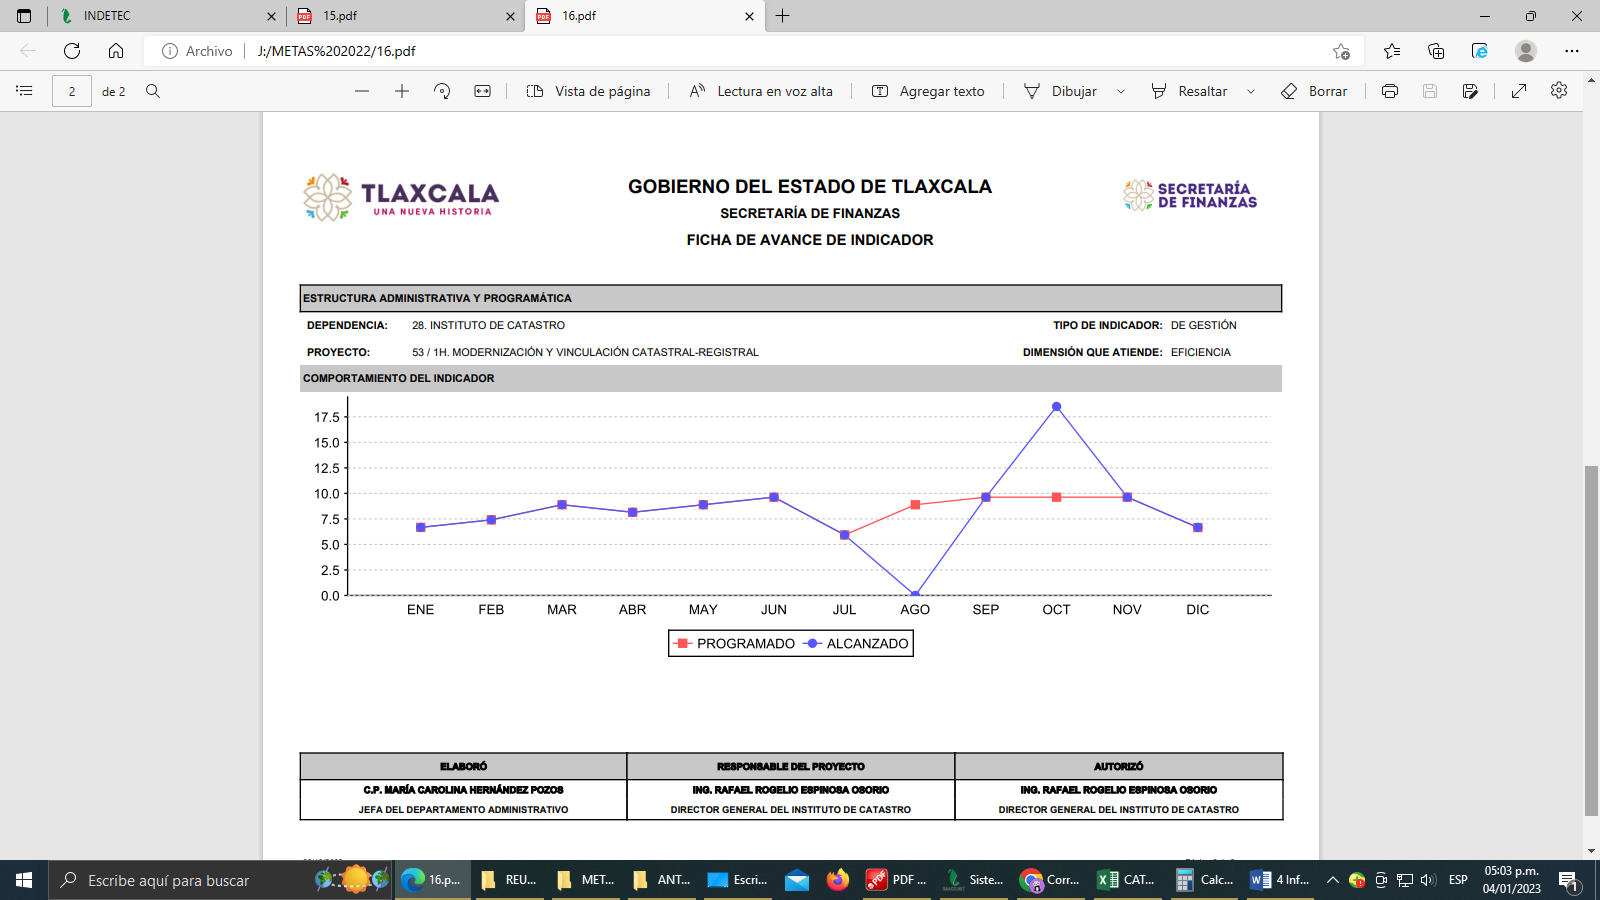 INDETEC
15.pdf
16.pdf
Archivo
J:/METAS%202022/16.pdf
2
de 2
Vista de página
Lectura en voz alta
Agregar texto
Dibujar
Resaltar
Borrar
TLAXCALA
UNA NUEVA HISTORIA
GOBIERNO DEL ESTADO DE TLAXCALA
SECRETARÍA DE FINANZAS
FICHA DE AVANCE DE INDICADOR
SECRETARÍA
DE FINANZAS
ESTRUCTURA ADMINISTRATIVA Y PROGRAMÁTICA
DEPENDENCIA: 28. INSTITUTO DE CATASTRO TIPO DE INDICADOR: DE GESTIÓN
PROYECTO: 53 / 1H. MODERNIZACIÓN Y VINCULACIÓN CATASTRAL-REGISTRAL DIMENSIÓN QUE ATIENDE: EFICIENCIA
COMPORTAMIENTO DEL INDICADOR
17.5
15.0
12.5
10.0
7.5
5.0
2.5
0.0
ENE FEB MAR ABR MAY JUN JUL AGO SEP OCT NOV DIC
PROGRAMADO ALCANZADO
ELABORÓ RESPONSABLE DEL PROYECTO AUTORIZÓ
C.P. MARÍA CAROLINA HERNÁNDEZ POZOS ING. RAFAEL ROGELIO ESPINOSA OSORIO ING. RAFAEL ROGELIO ESPINOSA OSORIO
JEFA DEL DEPARTAMENTO ADMINISTRATIVO DIRECTOR GENERAL DEL INSTITUTO DE CATASTRO DIRECTOR GENERAL DEL INSTITUTO DE CATASTRO
Escribe aquí para buscar
16.p...
REU...
MET...
ANT...
Escri...
PDF ...
Siste...
Corr...
CAT...
Calc...
4 Inf...
ESP
05:03 p.m.
04/01/2023
1